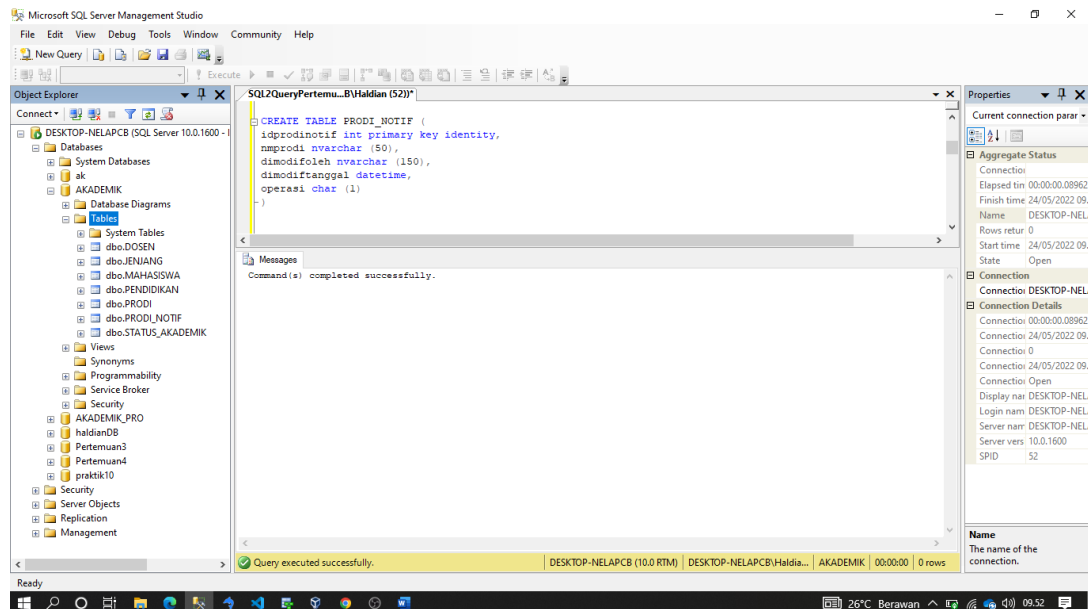 Microsoft SQL Server Management Studio
File Edit View Debug Tools Window Community Help
New Query
Execute
Object Explorer
Connect
DESKTOP-NELAPCB (SQL Server 10.0.1600 - I
Databases
System Databases
ak
AKADEMIK
Database Diagrams
Tables
System Tables
dbo.DOSEN
dbo.JENJANG
dbo.MAHASISWA
dbo.PENDIDIKAN
dbo.PRODI
dbo.PRODI_NOTIF
dbo.STATUS_AKADEMIK
Views
Synonyms
Programmability
Service Broker
Security
AKADEMIK_PRO
haldianDB
Pertemuan3
Pertemuan4
praktik10
Security
Server Objects
Replication
Management
SQL2QueryPertemu...B\Haldian (52))*
CREATE TABLE PRODI_NOTIF (
idprodinotif int primary key identity,
nmprodi nvarchar (50),
dimodifoleh nvarchar (150),
dimodiftanggal datetime,
operasi char (1)
)
Messages
Command(s) completed successfully.
Query executed successfully.
DESKTOP-NELAPCB (10.0 RTM) DESKTOP-NELAPCB\Haldia... AKADEMIK 00:00:00 0 rows
Properties
Current connection parar
Aggregate Status
Connection
Elapsed tim 00:00:00.08962
Finish time 24/05/2022 09.
Name DESKTOP-NEL
Rows retur 0
Start time 24/05/2022 09.
State Open
Connection
Connection DESKTOP-NEL
Connection Details
Connection 00:00:00.08962
Connection 24/05/2022 09.
Connection 0
Connection 24/05/2022 09.
Connection Open
Display nar DESKTOP-NEL
Login nam DESKTOP-NEL
Server nam DESKTOP-NEL
Server vers 10.0.1600
SPID 52
Name
The name of the
connection.
Ready
26°C Berawan 09.52